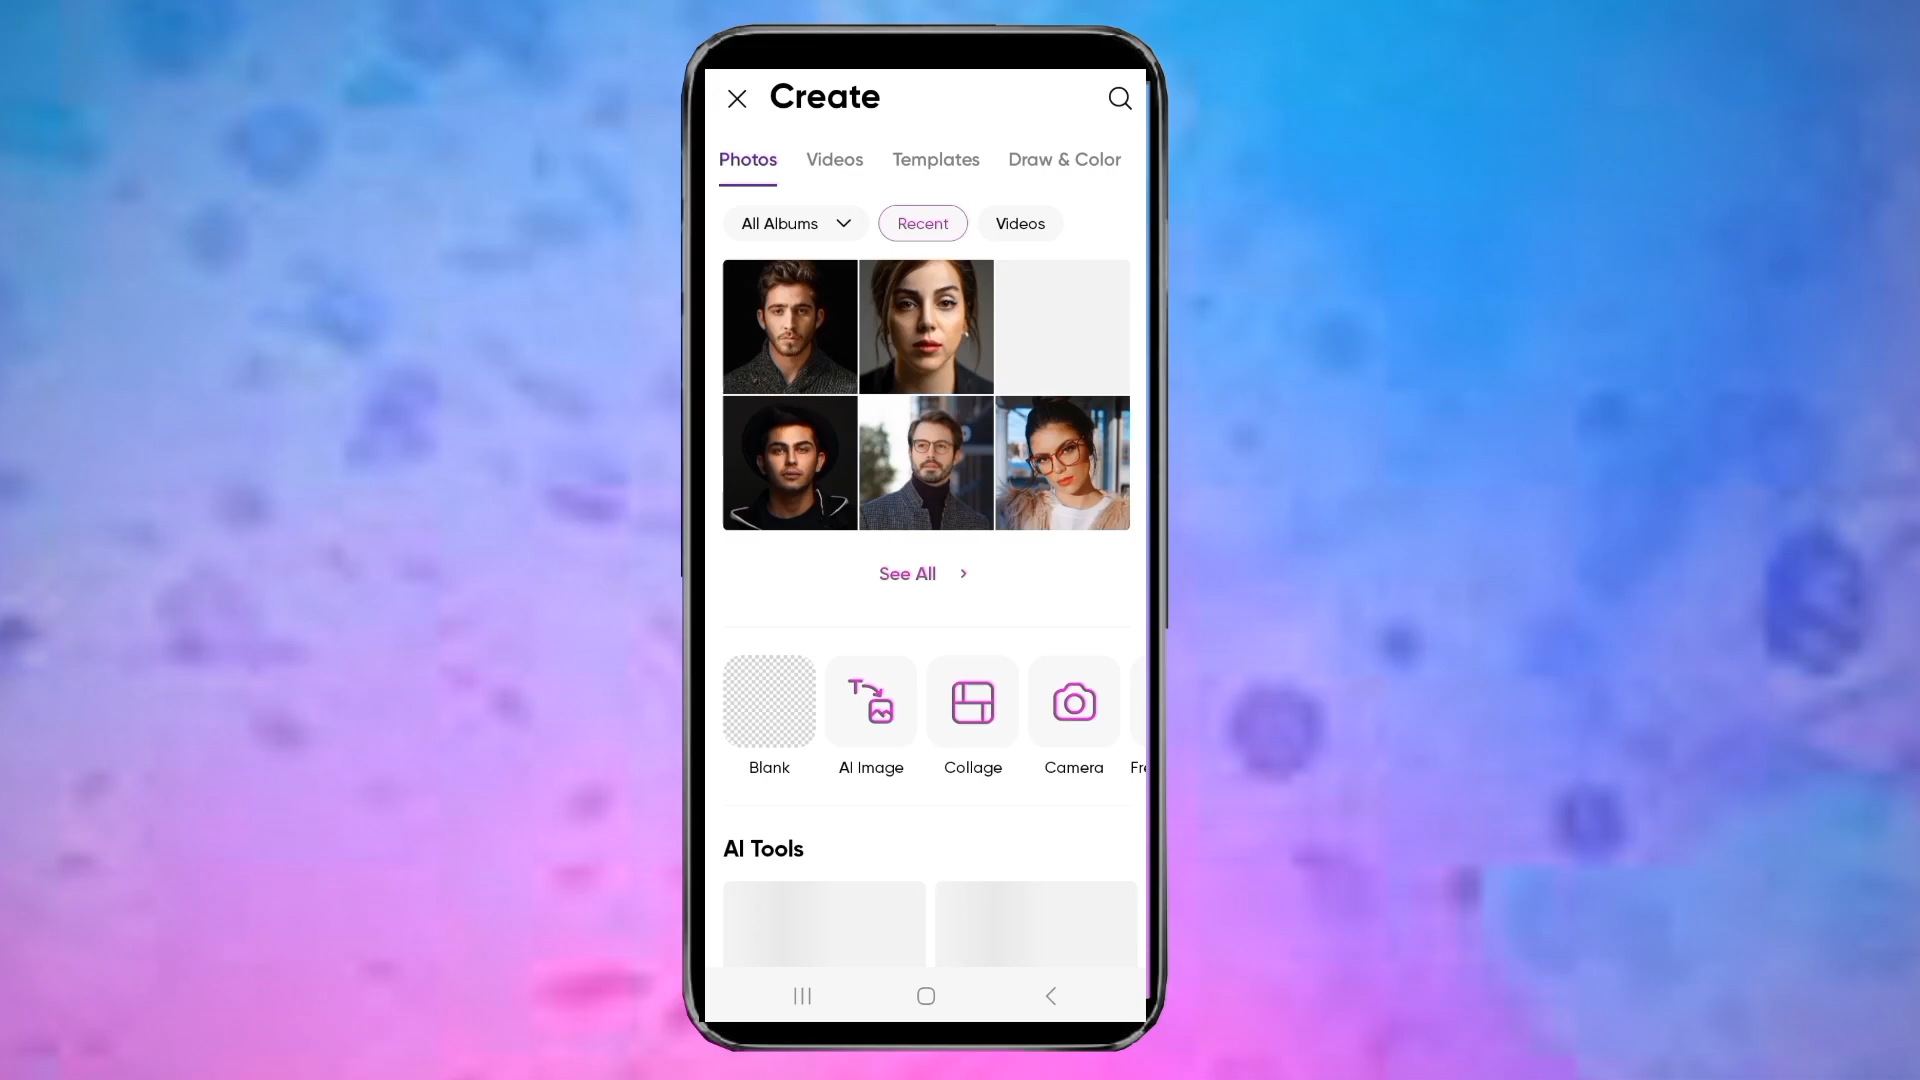 Create
Photos Videos Templates Draw & Color
All Albums Recent Videos
See All
Blank AI Image Collage Camera
AI Tools